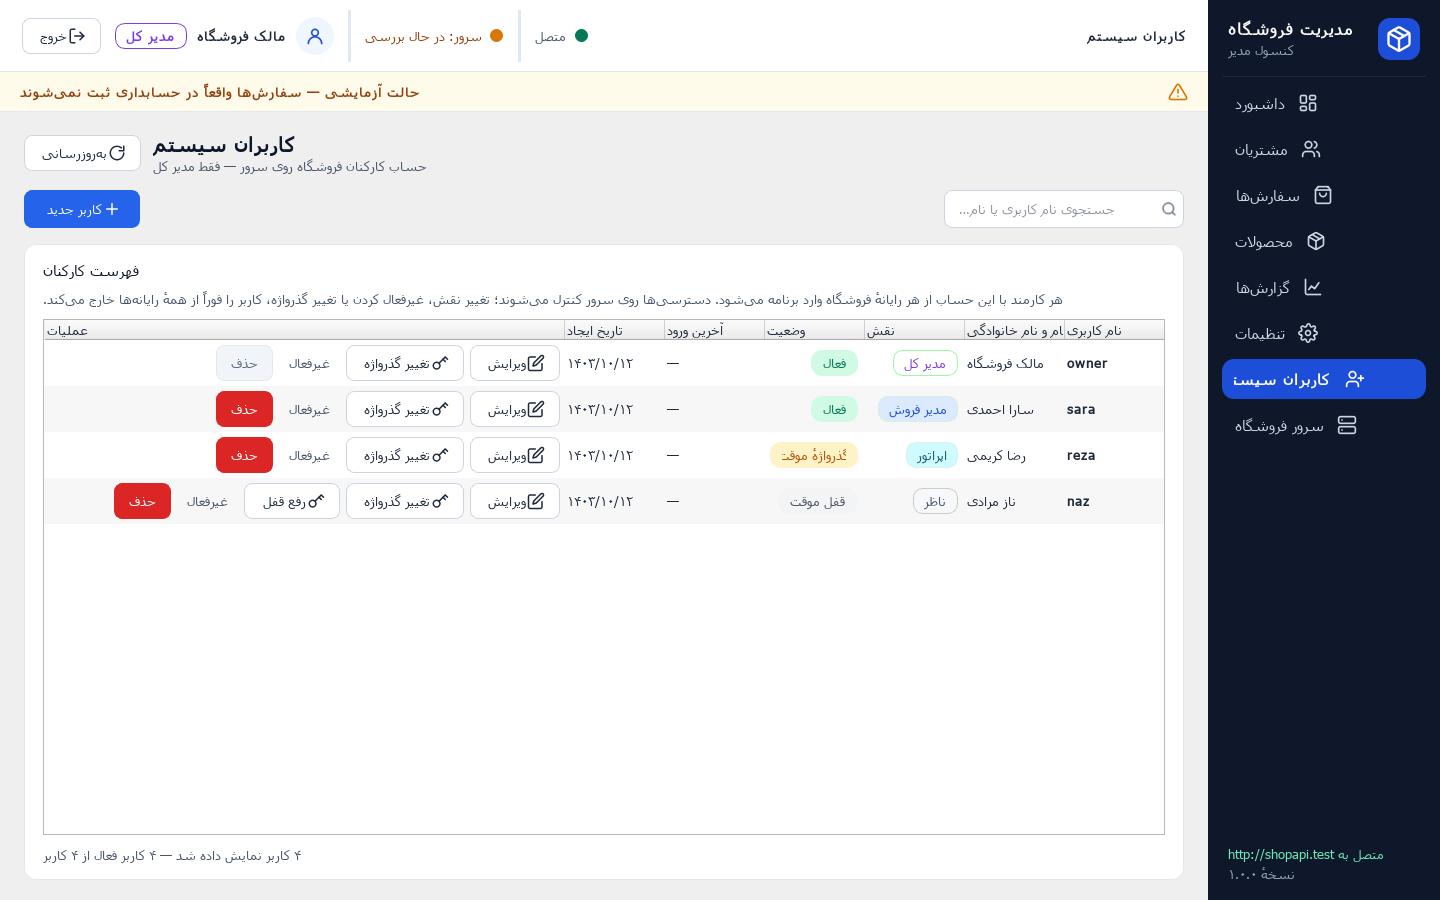 مدیریت فروشگاه
کنسول مدیر
داشبورد
مشتریان
سفارش‌ها
محصولات
گزارش‌ها
تنظیمات
کاربران سیست
سرور فروشگاه
متصل به http://shopapi.test
نسخهٔ ۱.۰.۰
کاربران سیستم
متصل
سرور: در حال بررسی
مالک فروشگاه
مدیر کل
خروج
حالت آزمایشی — سفارش‌ها واقعاً در حسابداری ثبت نمی‌شوند
کاربران سیستم
حساب کارکنان فروشگاه روی سرور — فقط مدیر کل
به‌روزرسانی
جستجوی نام کاربری یا نام...
کاربر جدید
فهرست کارکنان
هر کارمند با این حساب از هر رایانهٔ فروشگاه وارد برنامه می‌شود. دسترسی‌ها روی سرور کنترل می‌شوند؛ تغییر نقش، غیرفعال کردن یا تغییر گذرواژه، کاربر را فوراً از همهٔ رایانه‌ها خارج می‌کند.
نام کاربری نام و نام خانوادگی نقش وضعیت آخرین ورود تاریخ ایجاد عملیات
owner مالک فروشگاه مدیر کل فعال — ۱۴۰۳/۱۰/۱۲ ویرایش تغییر گذرواژه غیرفعال حذف
sara سارا احمدی مدیر فروش فعال — ۱۴۰۳/۱۰/۱۲ ویرایش تغییر گذرواژه غیرفعال حذف
reza رضا کریمی اپراتور گذرواژهٔ موقت — ۱۴۰۳/۱۰/۱۲ ویرایش تغییر گذرواژه غیرفعال حذف
naz ناز مرادی ناظر قفل موقت — ۱۴۰۳/۱۰/۱۲ ویرایش تغییر گذرواژه رفع قفل غیرفعال حذف
۴ کاربر نمایش داده شد — ۴ کاربر فعال از ۴ کاربر